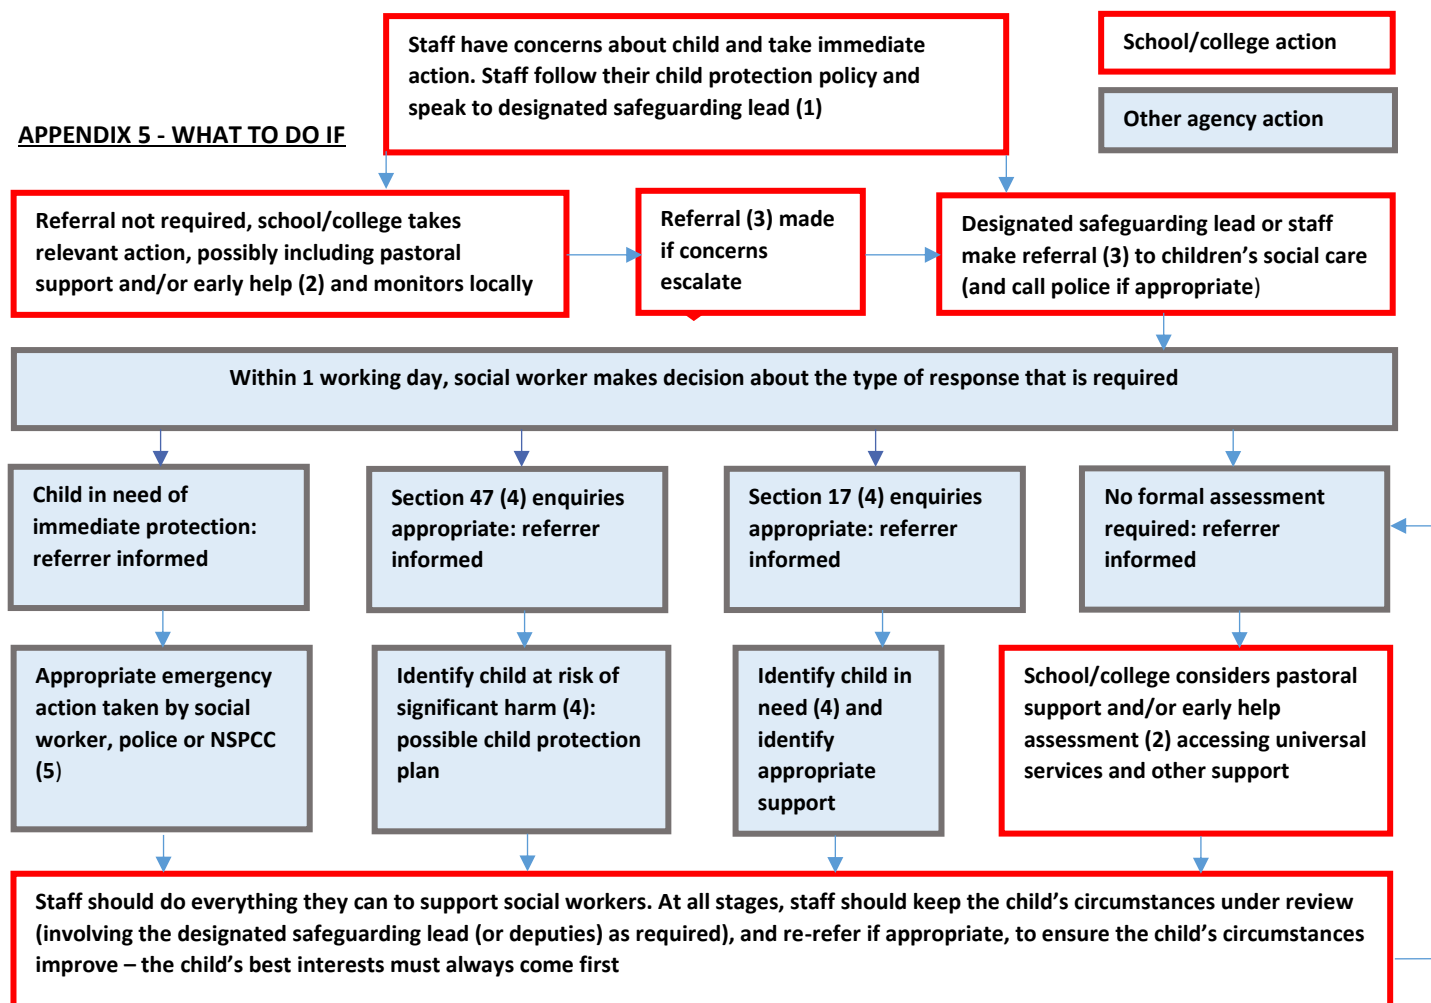 Staff have concerns about child and take immediate
action. Staff follow their child protection policy and
speak to designated safeguarding lead (1)
School/college action
Other agency action
APPENDIX 5 - WHAT TO DO IF
Referral not required, school/college takes
relevant action, possibly including pastoral
support and/or early help (2) and monitors locally
Referral (3) made
if concerns
escalate
Designated safeguarding lead or staff
make referral (3) to children’s social care
(and call police if appropriate)
Within 1 working day, social worker makes decision about the type of response that is required
Child in need of
immediate protection:
referrer informed
Section 47 (4) enquiries
appropriate: referrer
informed
Section 17 (4) enquiries
appropriate: referrer
informed
No formal assessment
required: referrer
informed
Appropriate emergency
action taken by social
worker, police or NSPCC
(5)
Identify child at risk of
significant harm (4):
possible child protection
plan
Identify child in
need (4) and
identify
appropriate
support
School/college considers pastoral
support and/or early help
assessment (2) accessing universal
services and other support
Staff should do everything they can to support social workers. At all stages, staff should keep the child’s circumstances under review
(involving the designated safeguarding lead (or deputies) as required), and re-refer if appropriate, to ensure the child’s circumstances
improve – the child’s best interests must always come first